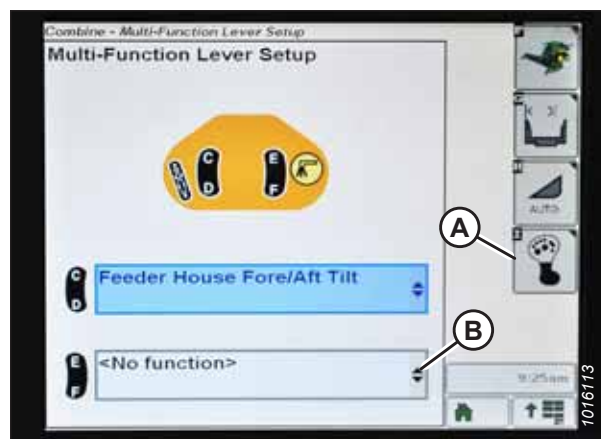 Combine - Multi-Function Lever Setup
Multi-Function Lever Setup
C
D
E
F
AUTO
A
C
D
Feeder House Fore/Aft Tilt
B
E
F
<No function>
9:25am
1016113